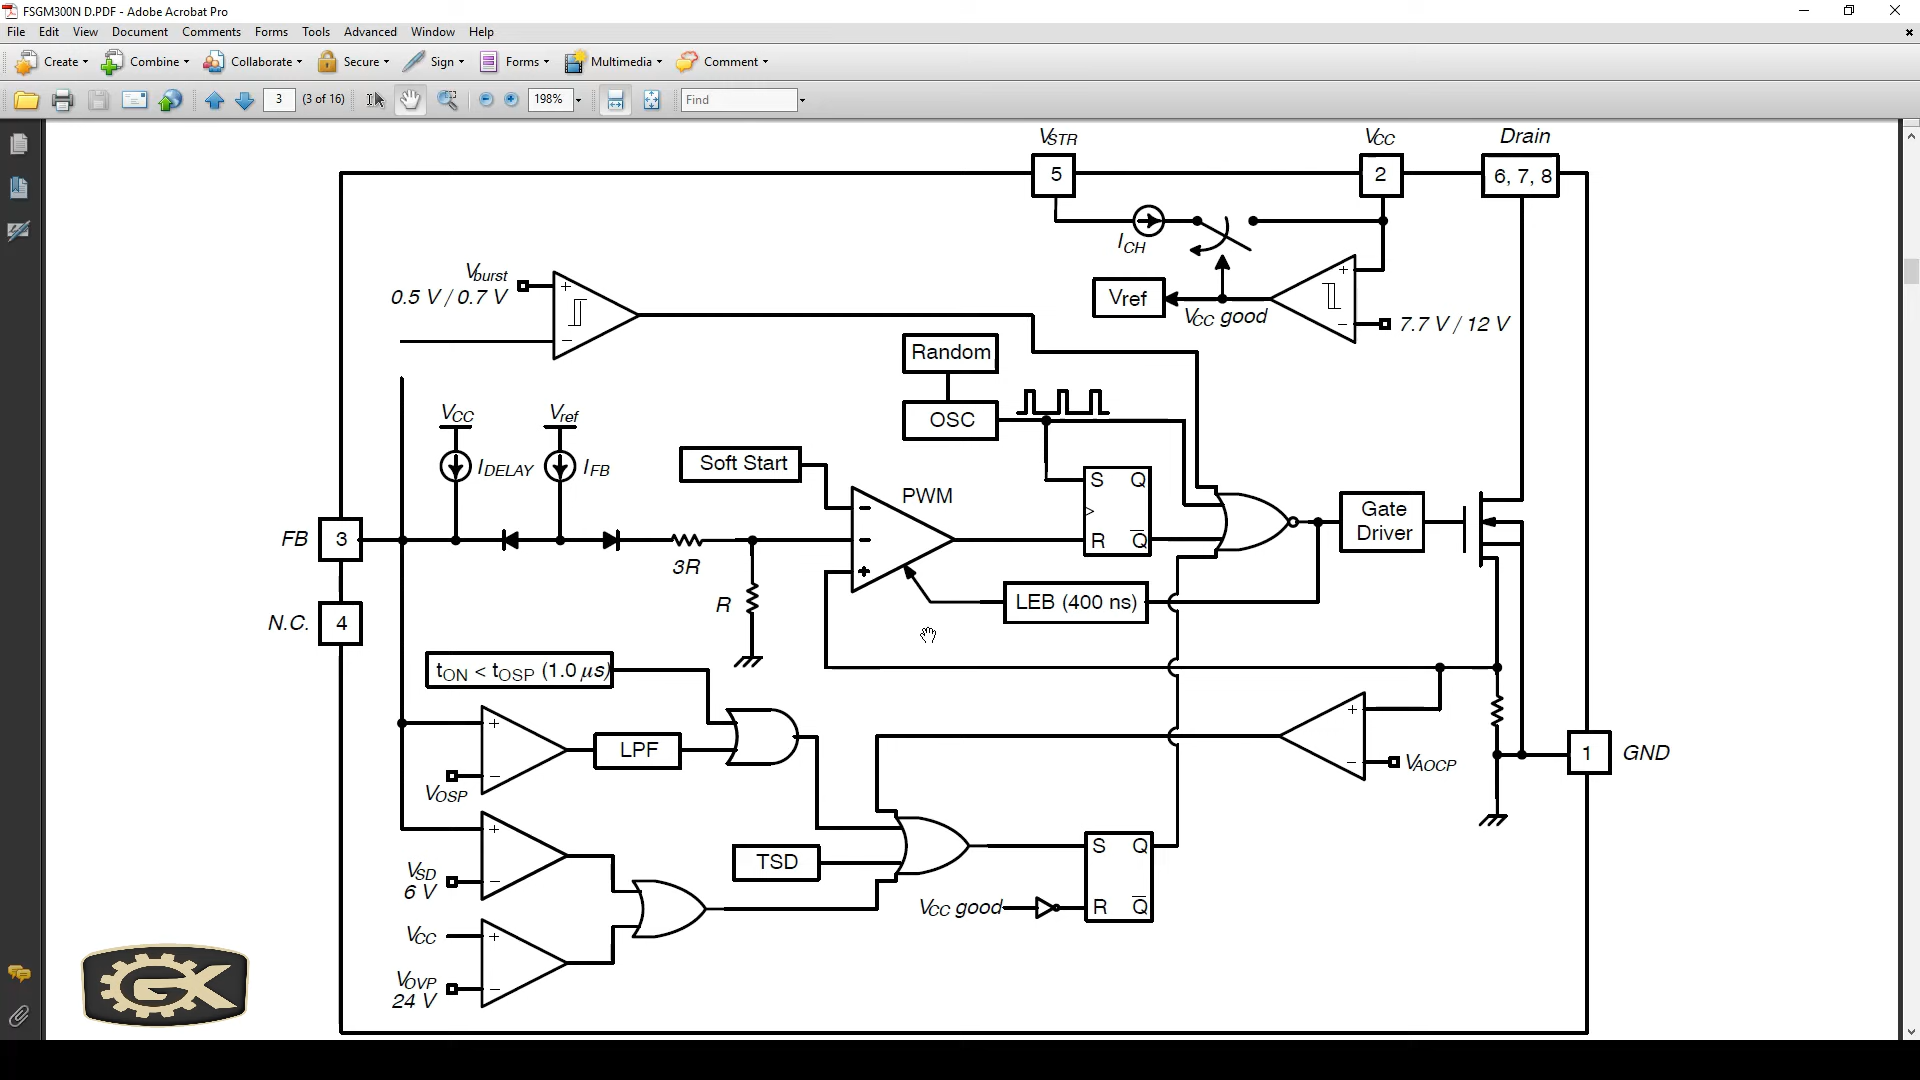 FSGM300N D.PDF - Adobe Acrobat Pro
File Edit View Document Comments Forms Tools Advanced Window Help
Create Combine Collaborate Secure Sign Forms Multimedia Comment
3 (3 of 16) 198% Find
VSTR VCC Drain
5 2 6, 7, 8
ICH
Vburst
0.5 V / 0.7 V
+
−
Vref
VCC good
+
−
7.7 V / 12 V
Random
OSC
VCC Vref
IDELAY IFB
Soft Start
PWM
S Q
R Q̅
Gate
Driver
FB 3
3R
R
LEB (400 ns)
N.C. 4
tON < tOSP (1.0 µs)
+
−
LPF
VOSP
+
−
VAOCP
1 GND
+
−
VSD
6 V
TSD
S Q
R Q̅
VCC good
VCC +
VOVP −
24 V
GX